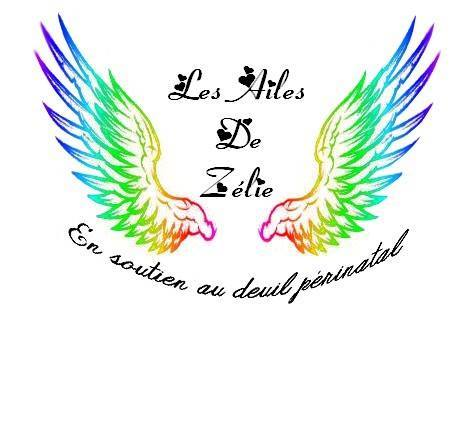 Les Ailes
De
Zélie
En soutien au deuil périnatal